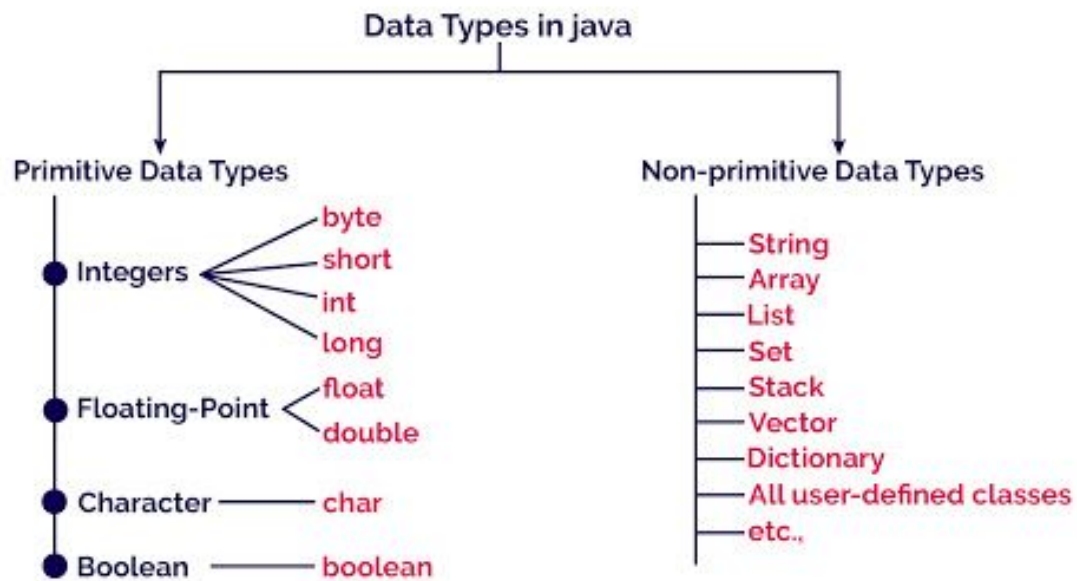 Data Types in java
Primitive Data Types
Integers
byte
short
int
long
Floating-Point
float
double
Character
char
Boolean
boolean
Non-primitive Data Types
String
Array
List
Set
Stack
Vector
Dictionary
All user-defined classes
etc.,